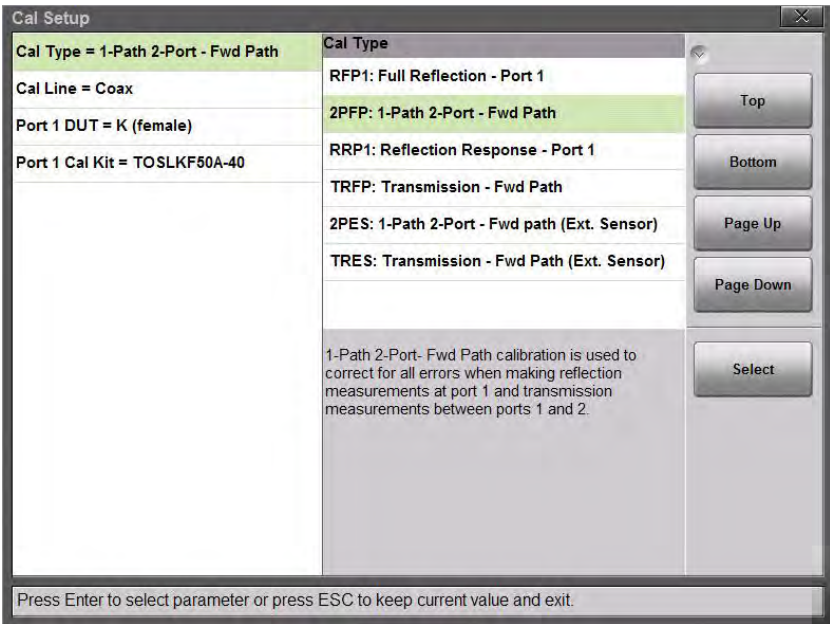 Cal Setup
Cal Type = 1-Path 2-Port - Fwd Path
Cal Line = Coax
Port 1 DUT = K (female)
Port 1 Cal Kit = TOSLKF50A-40
Cal Type
RFP1: Full Reflection - Port 1
2PFP: 1-Path 2-Port - Fwd Path
RRP1: Reflection Response - Port 1
TRFP: Transmission - Fwd Path
2PES: 1-Path 2-Port - Fwd path (Ext. Sensor)
TRES: Transmission - Fwd Path (Ext. Sensor)
1-Path 2-Port- Fwd Path calibration is used to
correct for all errors when making reflection
measurements at port 1 and transmission
measurements between ports 1 and 2.
Top
Bottom
Page Up
Page Down
Select
Press Enter to select parameter or press ESC to keep current value and exit.